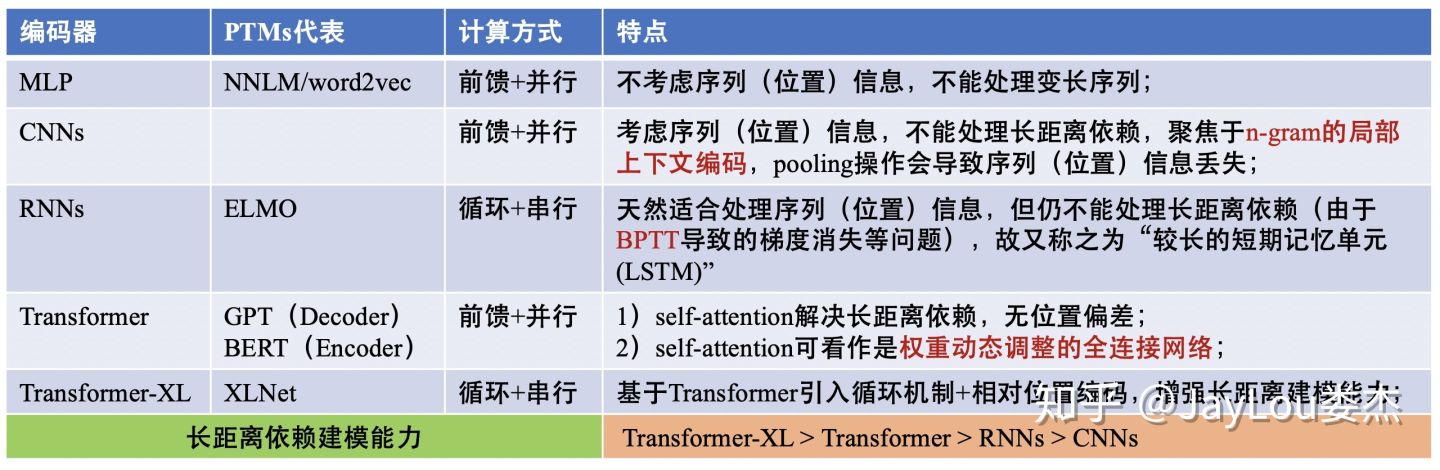 编码器 PTMs代表 计算方式 特点
MLP NNLM/word2vec 前馈+并行 不考虑序列（位置）信息，不能处理变长序列；
CNNs 前馈+并行 考虑序列（位置）信息，不能处理长距离依赖，聚焦于n-gram的局部
上下文编码，pooling操作会导致序列（位置）信息丢失；
RNNs ELMO 循环+串行 天然适合处理序列（位置）信息，但仍不能处理长距离依赖（由于
BPTT导致的梯度消失等问题），故又称之为“较长的短期记忆单元
(LSTM)”
Transformer GPT（Decoder） 前馈+并行 1）self-attention解决长距离依赖，无位置偏差；
BERT（Encoder） 2）self-attention可看作是权重动态调整的全连接网络；
Transformer-XL XLNet 循环+串行 基于Transformer引入循环机制+相对位置编码，增强长距离建模能力；
知乎 @JayLou娄杰
长距离依赖建模能力 Transformer-XL > Transformer > RNNs > CNNs